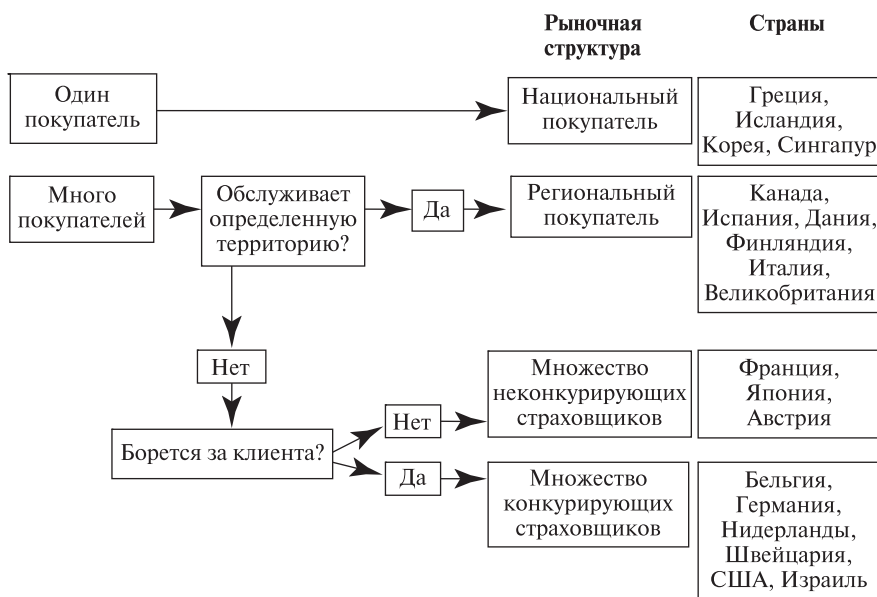 Рыночная
структура
Страны
Один
покупатель
Национальный
покупатель
Греция,
Исландия,
Корея, Сингапур
Много
покупателей
Обслуживает
определенную
территорию?
Да
Региональный
покупатель
Канада,
Испания, Дания,
Финляндия,
Италия,
Великобритания
Нет
Борется за клиента?
Нет
Множество
неконкурирующих
страховщиков
Франция,
Япония,
Австрия
Да
Множество
конкурирующих
страховщиков
Бельгия,
Германия,
Нидерланды,
Швейцария,
США, Израиль